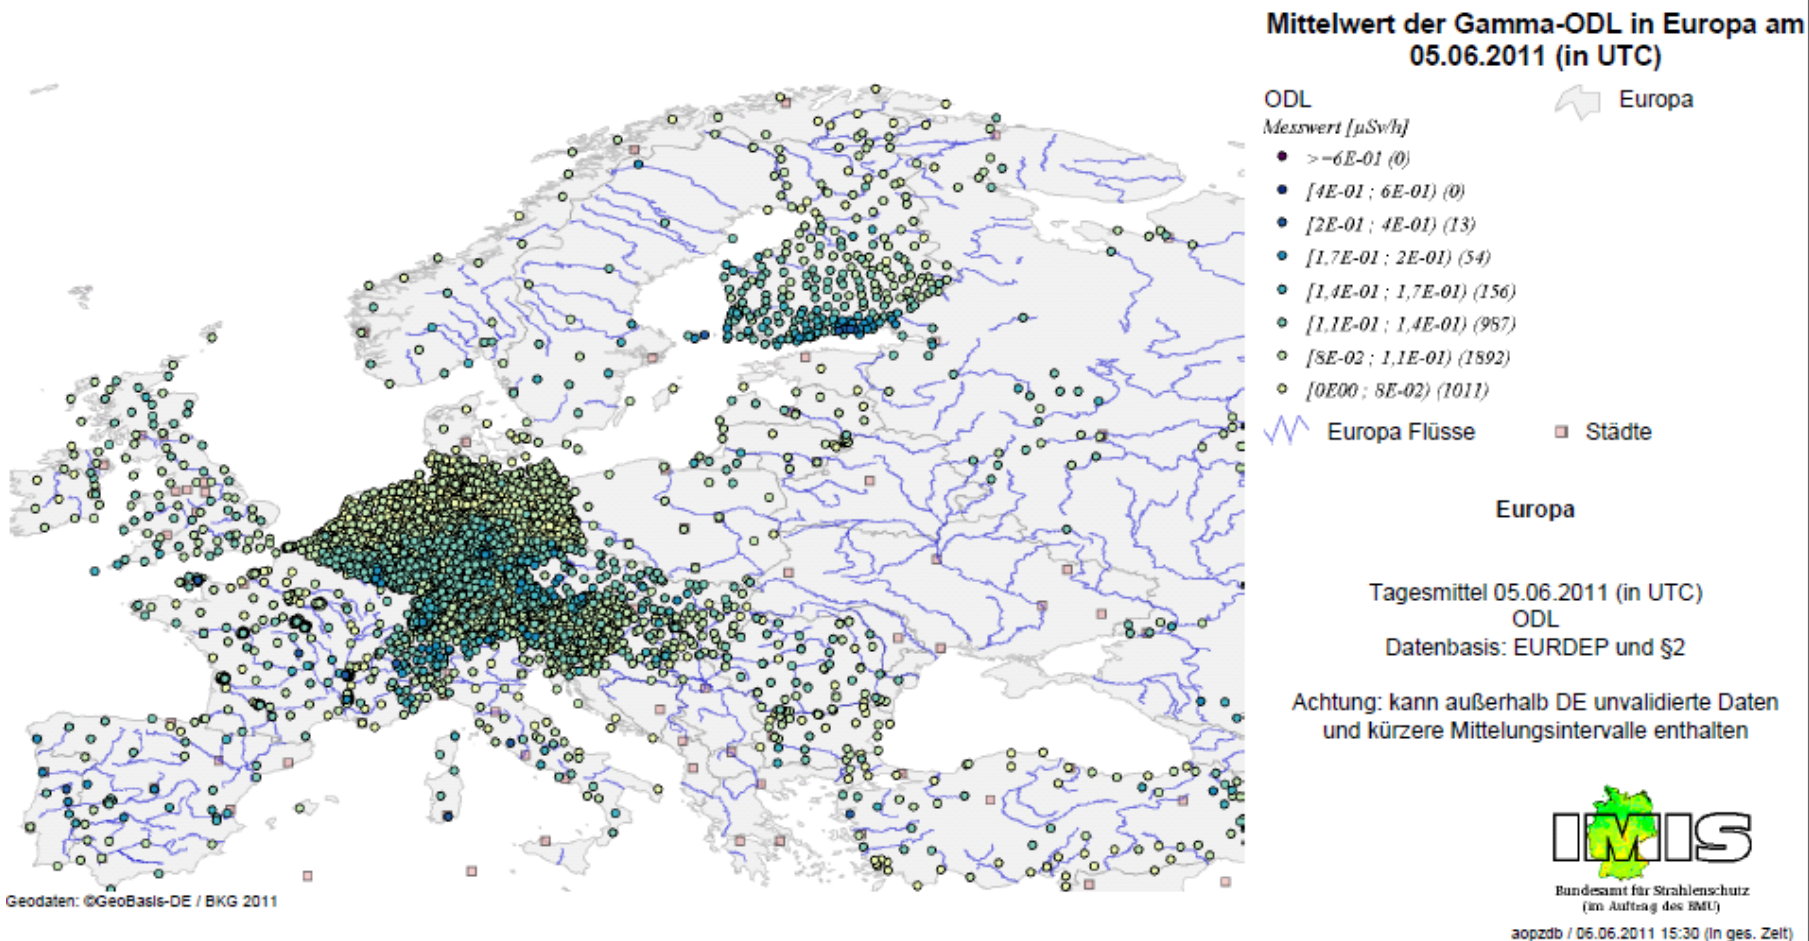 Mittelwert der Gamma-ODL in Europa am
05.06.2011 (in UTC)
ODL
Europa
Messwert [µSv/h]
>=6E-01 (0)
[4E-01 ; 6E-01) (0)
[2E-01 ; 4E-01) (13)
[1,7E-01 ; 2E-01) (54)
[1,4E-01 ; 1,7E-01) (156)
[1,1E-01 ; 1,4E-01) (987)
[8E-02 ; 1,1E-01) (1892)
[0E00 ; 8E-02) (1011)
Europa Flüsse
Städte
Europa
Tagesmittel 05.06.2011 (in UTC)
ODL
Datenbasis: EURDEP und §2
Achtung: kann außerhalb DE unvalidierte Daten
und kürzere Mittelungsintervalle enthalten
IMIS
Bundesamt für Strahlenschutz
(im Auftrag des BMU)
aopzdb / 06.06.2011 15:30 (in ges. Zeit)
Geodaten: ©GeoBasis-DE / BKG 2011